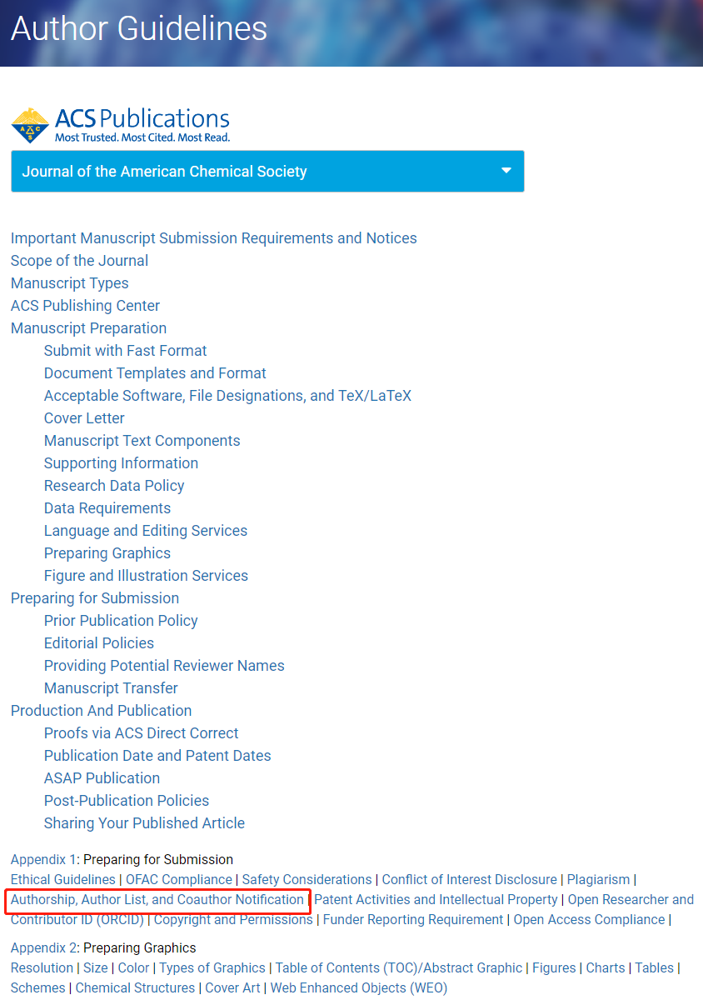 Author Guidelines
A C S
ACS Publications
Most Trusted. Most Cited. Most Read.
Journal of the American Chemical Society
Important Manuscript Submission Requirements and Notices
Scope of the Journal
Manuscript Types
ACS Publishing Center
Manuscript Preparation
Submit with Fast Format
Document Templates and Format
Acceptable Software, File Designations, and TeX/LaTeX
Cover Letter
Manuscript Text Components
Supporting Information
Research Data Policy
Data Requirements
Language and Editing Services
Preparing Graphics
Figure and Illustration Services
Preparing for Submission
Prior Publication Policy
Editorial Policies
Providing Potential Reviewer Names
Manuscript Transfer
Production And Publication
Proofs via ACS Direct Correct
Publication Date and Patent Dates
ASAP Publication
Post-Publication Policies
Sharing Your Published Article
Appendix 1: Preparing for Submission
Ethical Guidelines | OFAC Compliance | Safety Considerations | Conflict of Interest Disclosure | Plagiarism |
Authorship, Author List, and Coauthor Notification | Patent Activities and Intellectual Property | Open Researcher and
Contributor ID (ORCID) | Copyright and Permissions | Funder Reporting Requirement | Open Access Compliance |
Appendix 2: Preparing Graphics
Resolution | Size | Color | Types of Graphics | Table of Contents (TOC)/Abstract Graphic | Figures | Charts | Tables |
Schemes | Chemical Structures | Cover Art | Web Enhanced Objects (WEO)